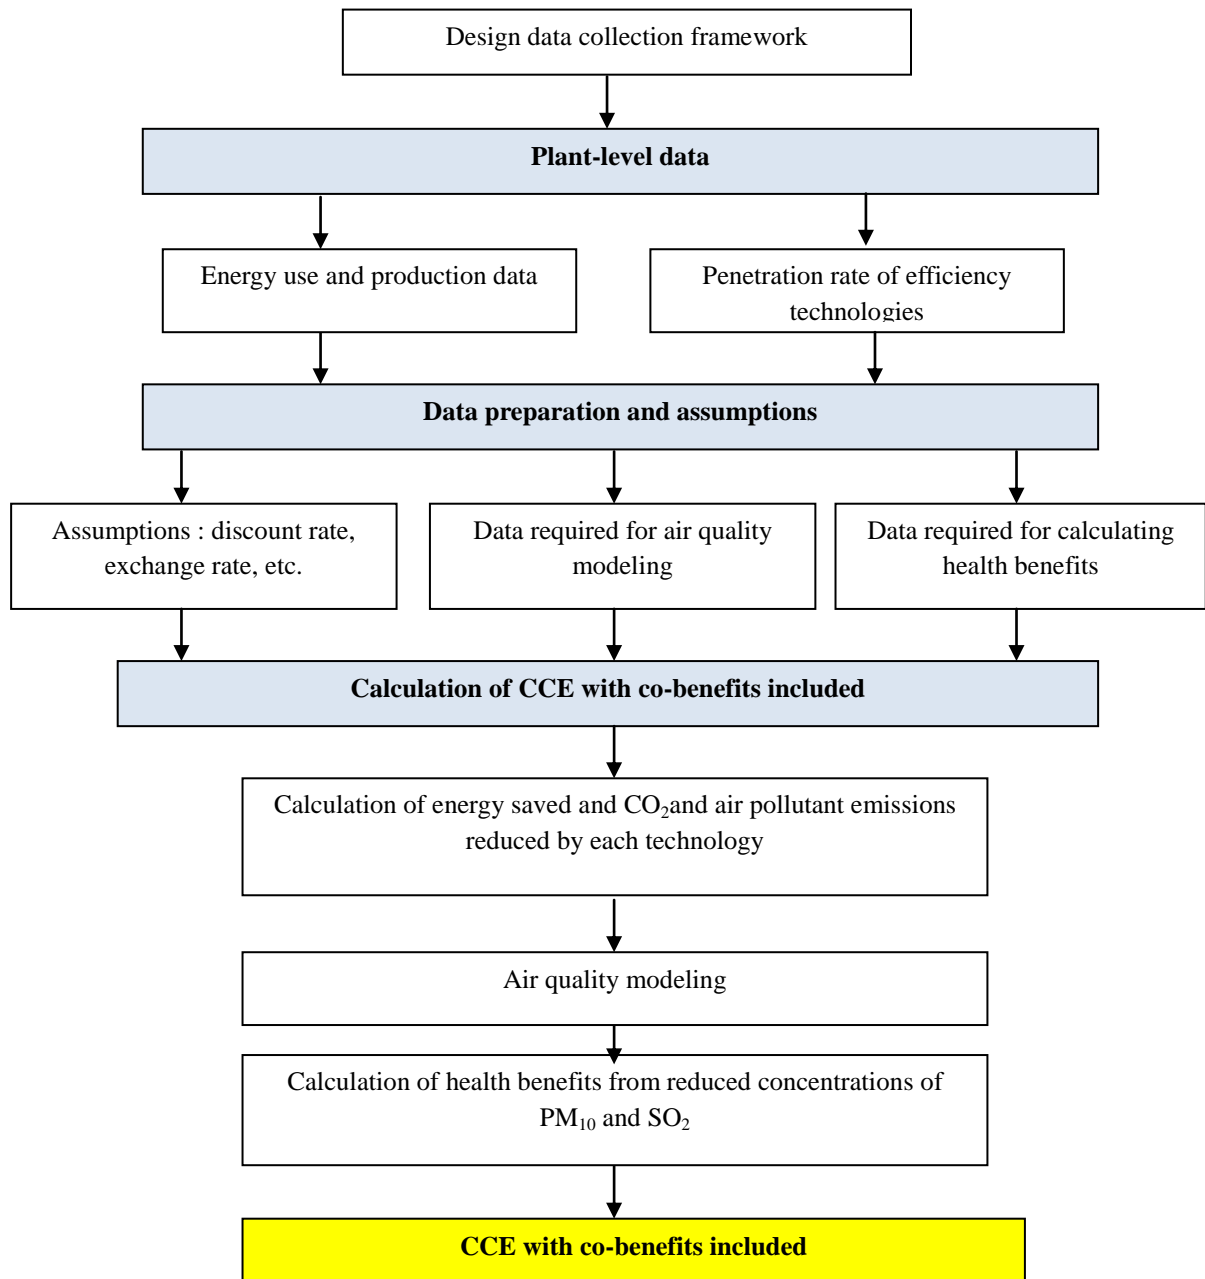 Design data collection framework
Plant-level data
Energy use and production data
Penetration rate of efficiency
technologies
Data preparation and assumptions
Assumptions : discount rate,
exchange rate, etc.
Data required for air quality
modeling
Data required for calculating
health benefits
Calculation of CCE with co-benefits included
Calculation of energy saved and CO₂and air pollutant emissions
reduced by each technology
Air quality modeling
Calculation of health benefits from reduced concentrations of
PM₁₀ and SO₂
CCE with co-benefits included